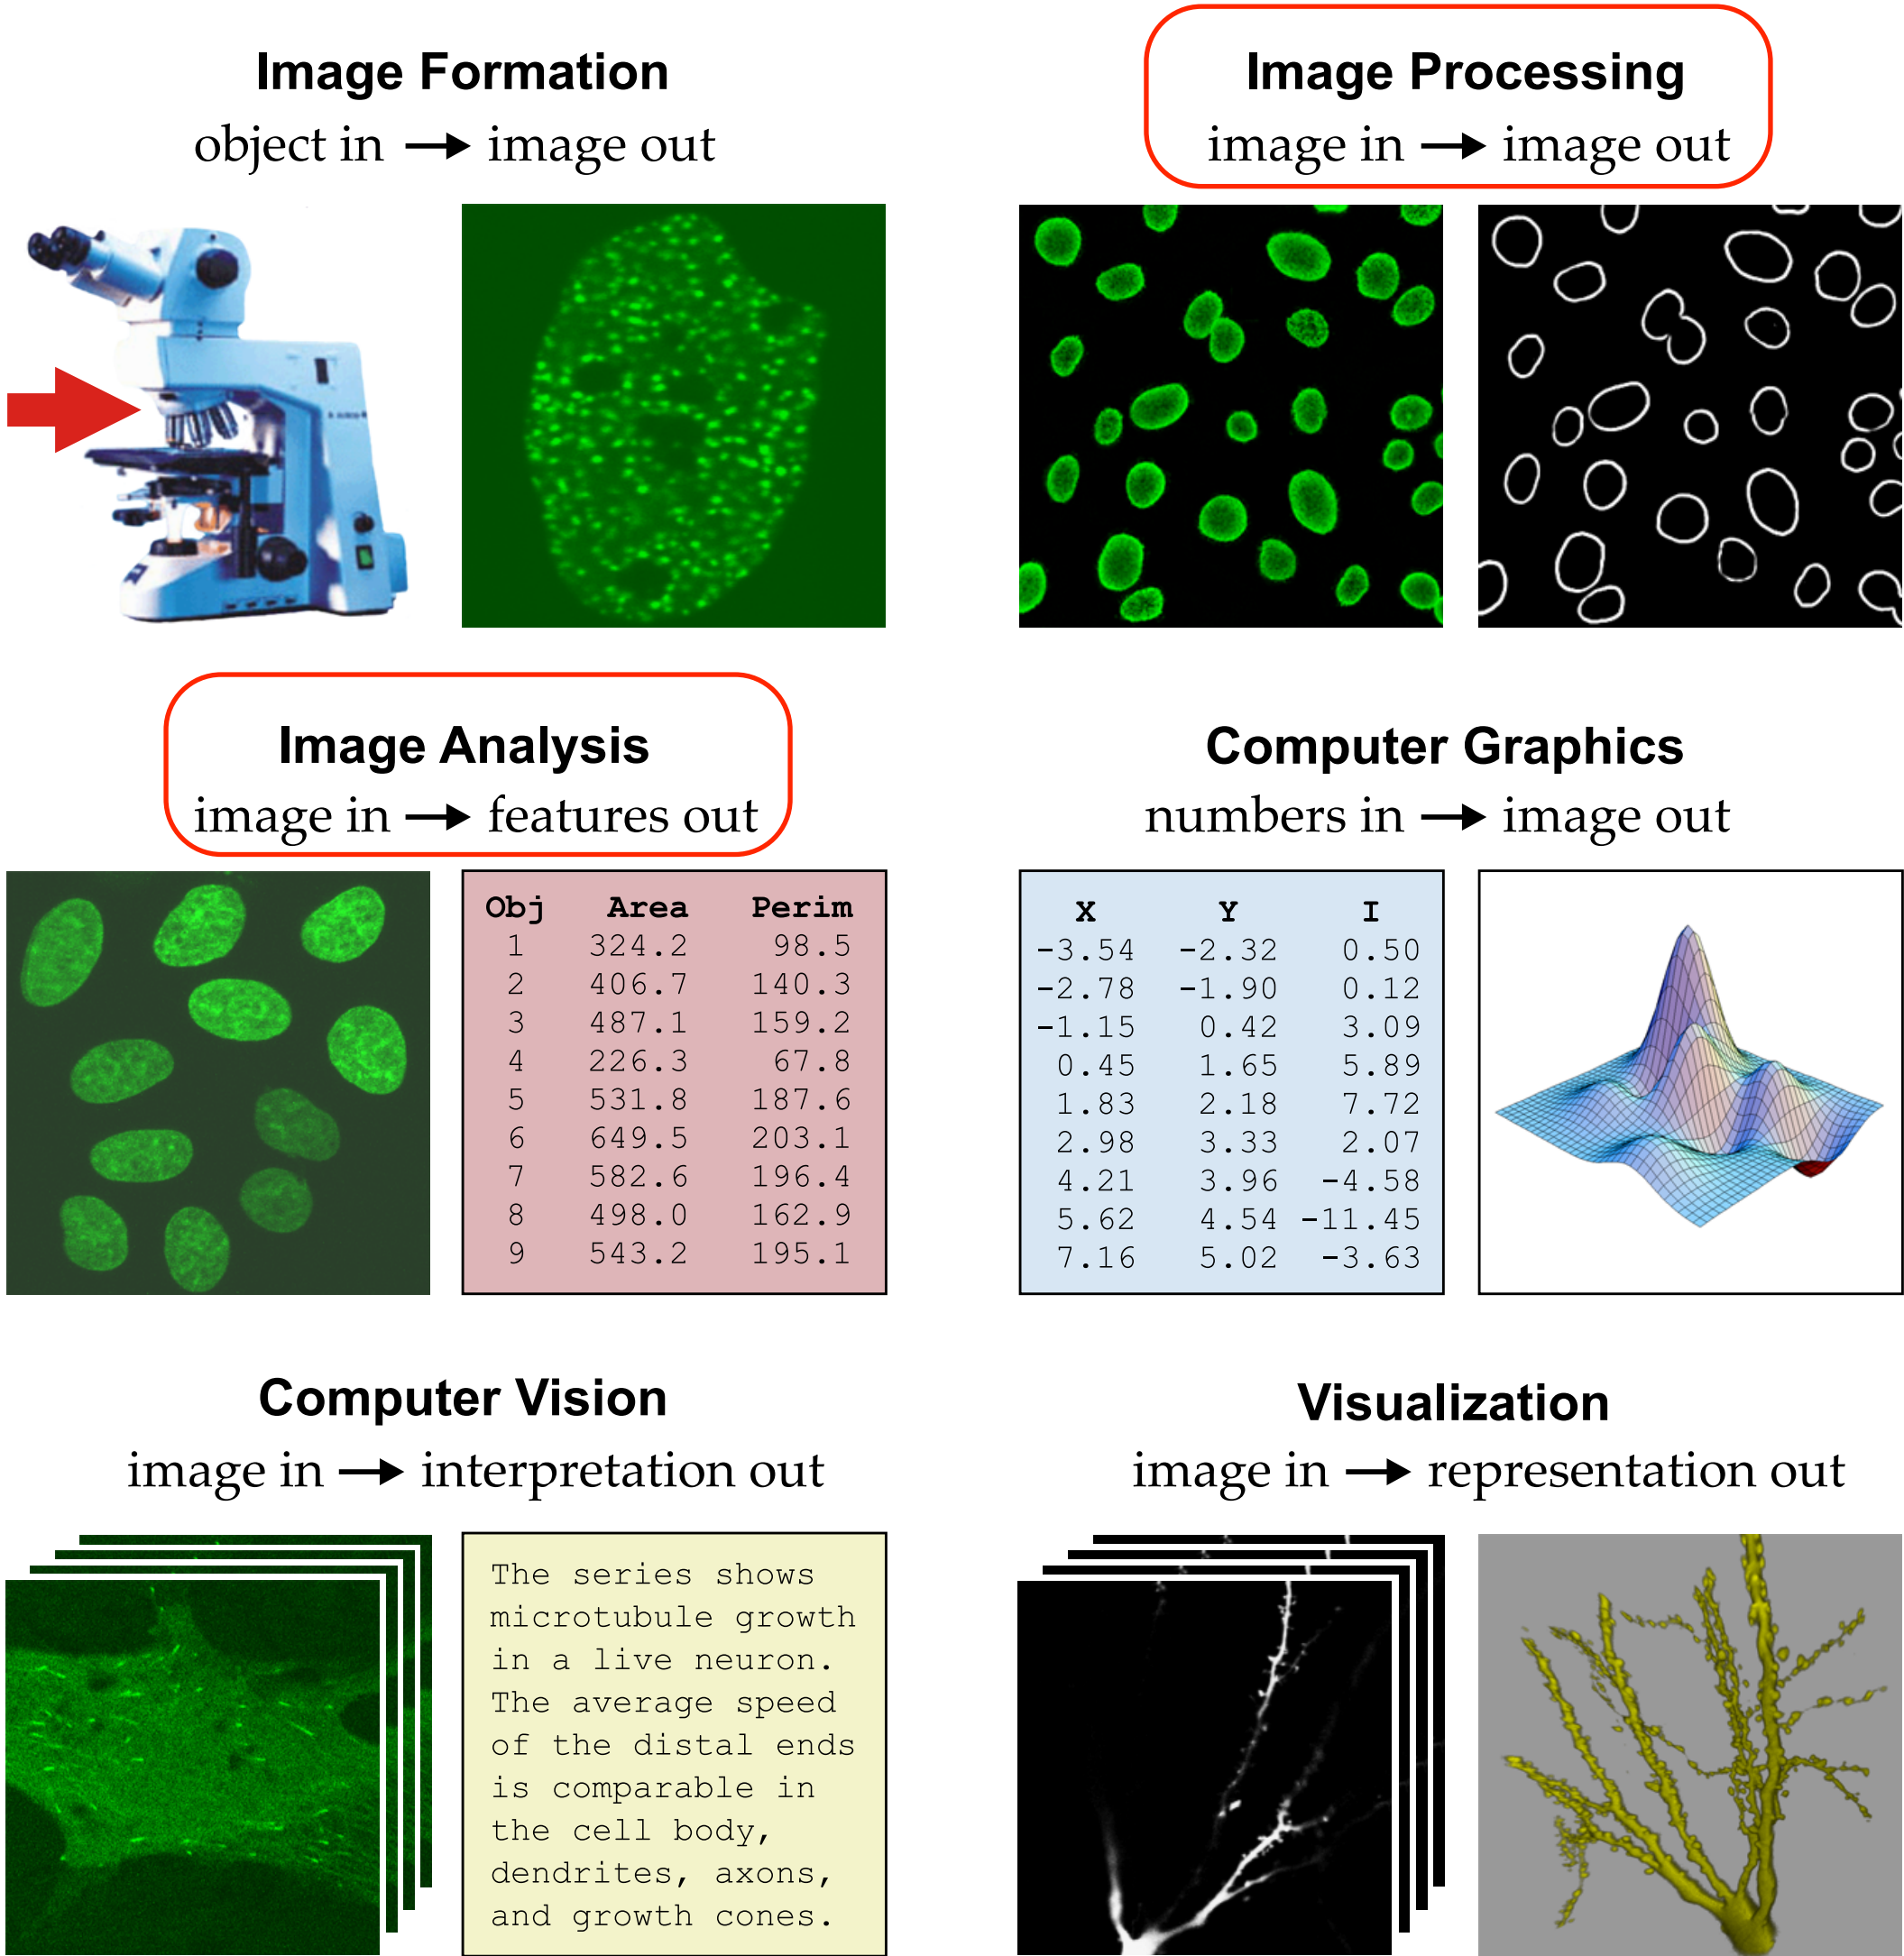 Image Formation
object in → image out
Image Processing
image in → image out
Image Analysis
image in → features out
Obj Area Perim
1 324.2 98.5
2 406.7 140.3
3 487.1 159.2
4 226.3 67.8
5 531.8 187.6
6 649.5 203.1
7 582.6 196.4
8 498.0 162.9
9 543.2 195.1
Computer Graphics
numbers in → image out
X Y I
-3.54 -2.32 0.50
-2.78 -1.90 0.12
-1.15 0.42 3.09
0.45 1.65 5.89
1.83 2.18 7.72
2.98 3.33 2.07
4.21 3.96 -4.58
5.62 4.54 -11.45
7.16 5.02 -3.63
Computer Vision
image in → interpretation out
The series shows
microtubule growth
in a live neuron.
The average speed
of the distal ends
is comparable in
the cell body,
dendrites, axons,
and growth cones.
Visualization
image in → representation out